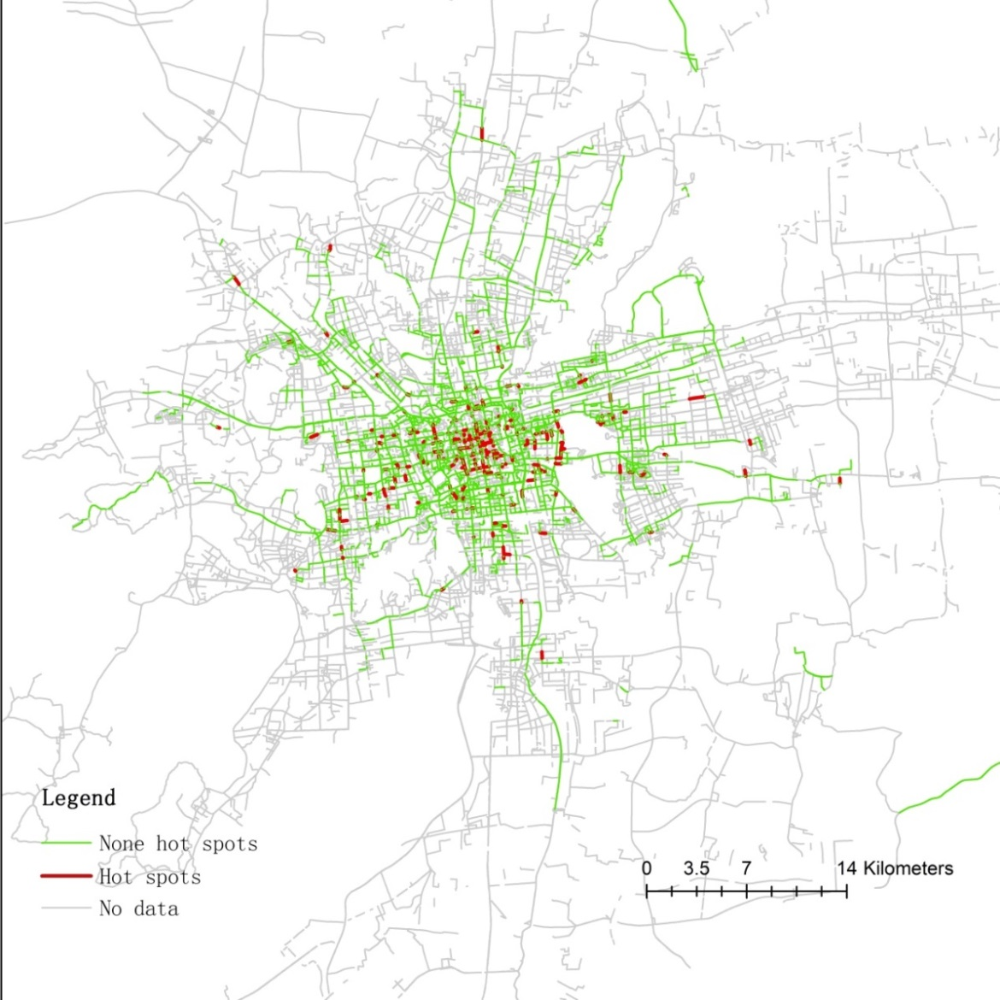 Legend
None hot spots
Hot spots
No data
0 3.5 7 14 Kilometers